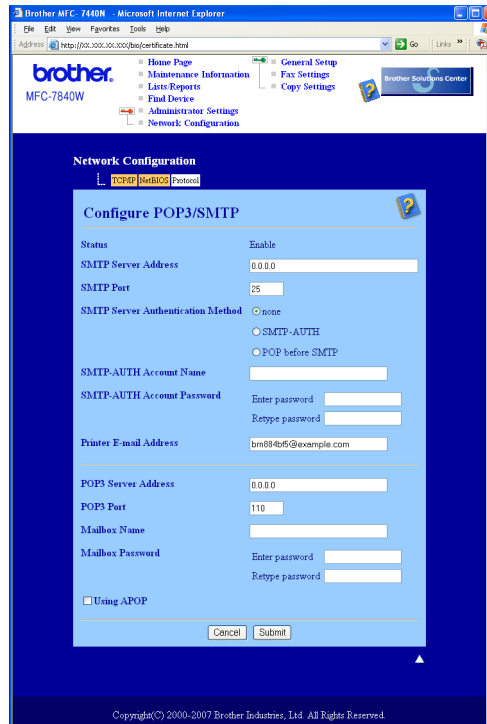 Brother MFC- 7440N - Microsoft Internet Explorer
File Edit View Favorites Tools Help
Address http://XX.XXX.XX.XXX/bio/certificate.html Go Links »
brother.
MFC-7840W
Home Page
Maintenance Information
Lists/Reports
Find Device
Administrator Settings
Network Configuration
General Setup
Fax Settings
Copy Settings
?
Brother Solutions Center
Network Configuration
TCP/IP NetBIOS Protocol
Configure POP3/SMTP
?
Status Enable
SMTP Server Address 0.0.0.0
SMTP Port 25
SMTP Server Authentication Method none
SMTP-AUTH
POP before SMTP
SMTP-AUTH Account Name
SMTP-AUTH Account Password Enter password
Retype password
Printer E-mail Address brn884bf5@example.com
POP3 Server Address 0.0.0.0
POP3 Port 110
Mailbox Name
Mailbox Password Enter password
Retype password
Using APOP
Cancel Submit
Copyright(C) 2000-2007 Brother Industries, Ltd. All Rights Reserved.